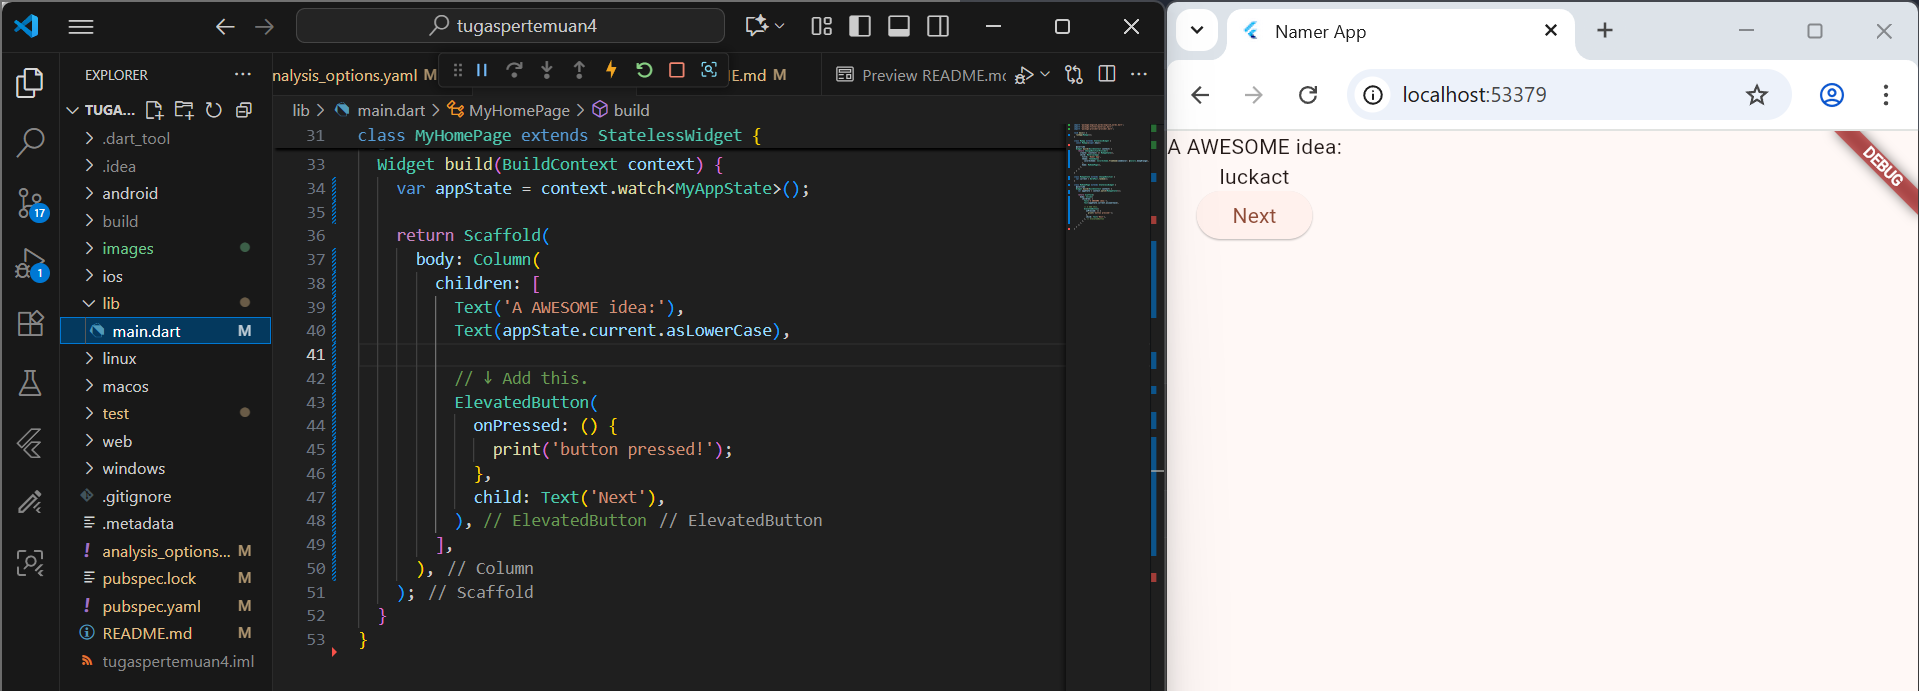 tugaspertemuan4
EXPLORER
TUGA...
.dart_tool
.idea
android
build
images
ios
lib
main.dart M
linux
macos
test
web
windows
.gitignore
.metadata
analysis_options... M
pubspec.lock M
pubspec.yaml M
README.md M
tugaspertemuan4.iml
17
1
nalysis_options.yaml M
E.md M
Preview README.mc
lib > main.dart > MyHomePage > build
31 class MyHomePage extends StatelessWidget {
33 Widget build(BuildContext context) {
34 var appState = context.watch<MyAppState>();
35
36 return Scaffold(
37 body: Column(
38 children: [
39 Text('A AWESOME idea:'),
40 Text(appState.current.asLowerCase),
41
42 // ↓ Add this.
43 ElevatedButton(
44 onPressed: () {
45 print('button pressed!');
46 },
47 child: Text('Next'),
48 ), // ElevatedButton // ElevatedButton
49 ],
50 ), // Column
51 ); // Scaffold
52 }
53 }
Namer App
localhost:53379
A AWESOME idea:
luckact
Next
DEBUG